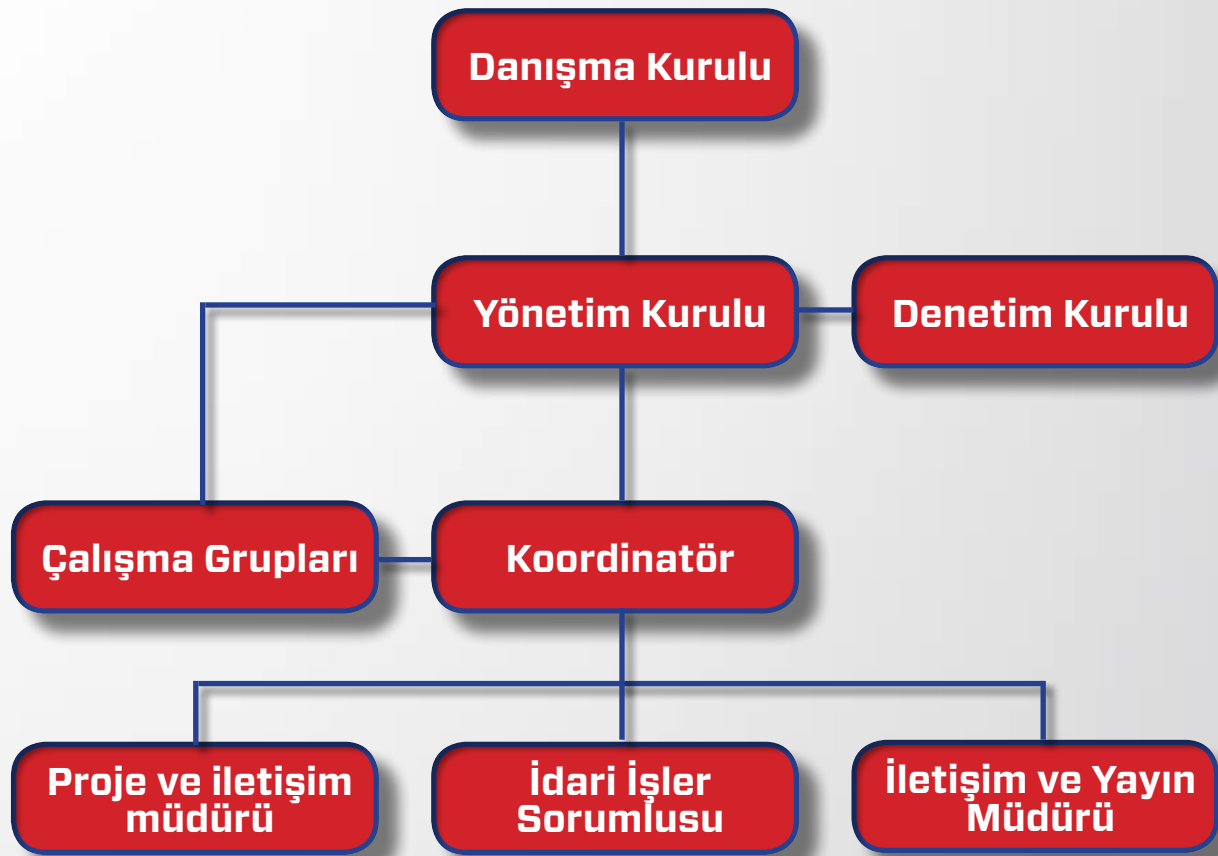 Danışma Kurulu
Yönetim Kurulu
Denetim Kurulu
Çalışma Grupları
Koordinatör
Proje ve iletişim
müdürü
İdari İşler
Sorumlusu
İletişim ve Yayın
Müdürü